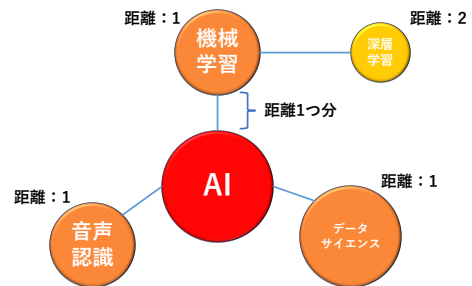 距離：1
機械
学習
距離：2
深層
学習
距離1つ分
AI
距離：1
音声
認識
距離：1
データ
サイエンス